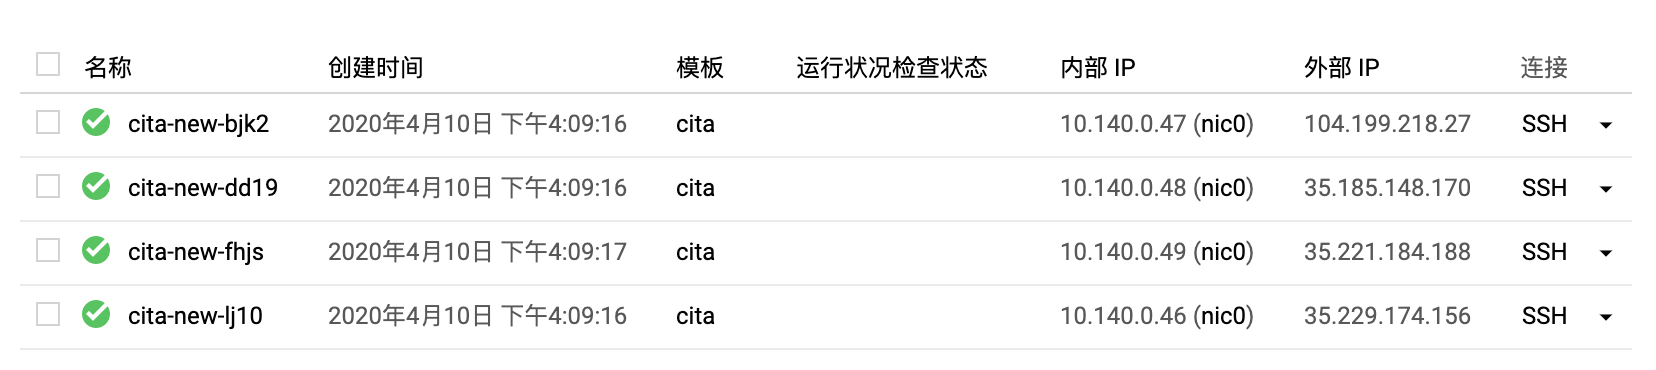 名称 创建时间 模板 运行状况检查状态 内部 IP 外部 IP 连接
cita-new-bjk2 2020年4月10日 下午4:09:16 cita 10.140.0.47 (nic0) 104.199.218.27 SSH
cita-new-dd19 2020年4月10日 下午4:09:16 cita 10.140.0.48 (nic0) 35.185.148.170 SSH
cita-new-fhjs 2020年4月10日 下午4:09:17 cita 10.140.0.49 (nic0) 35.221.184.188 SSH
cita-new-lj10 2020年4月10日 下午4:09:16 cita 10.140.0.46 (nic0) 35.229.174.156 SSH